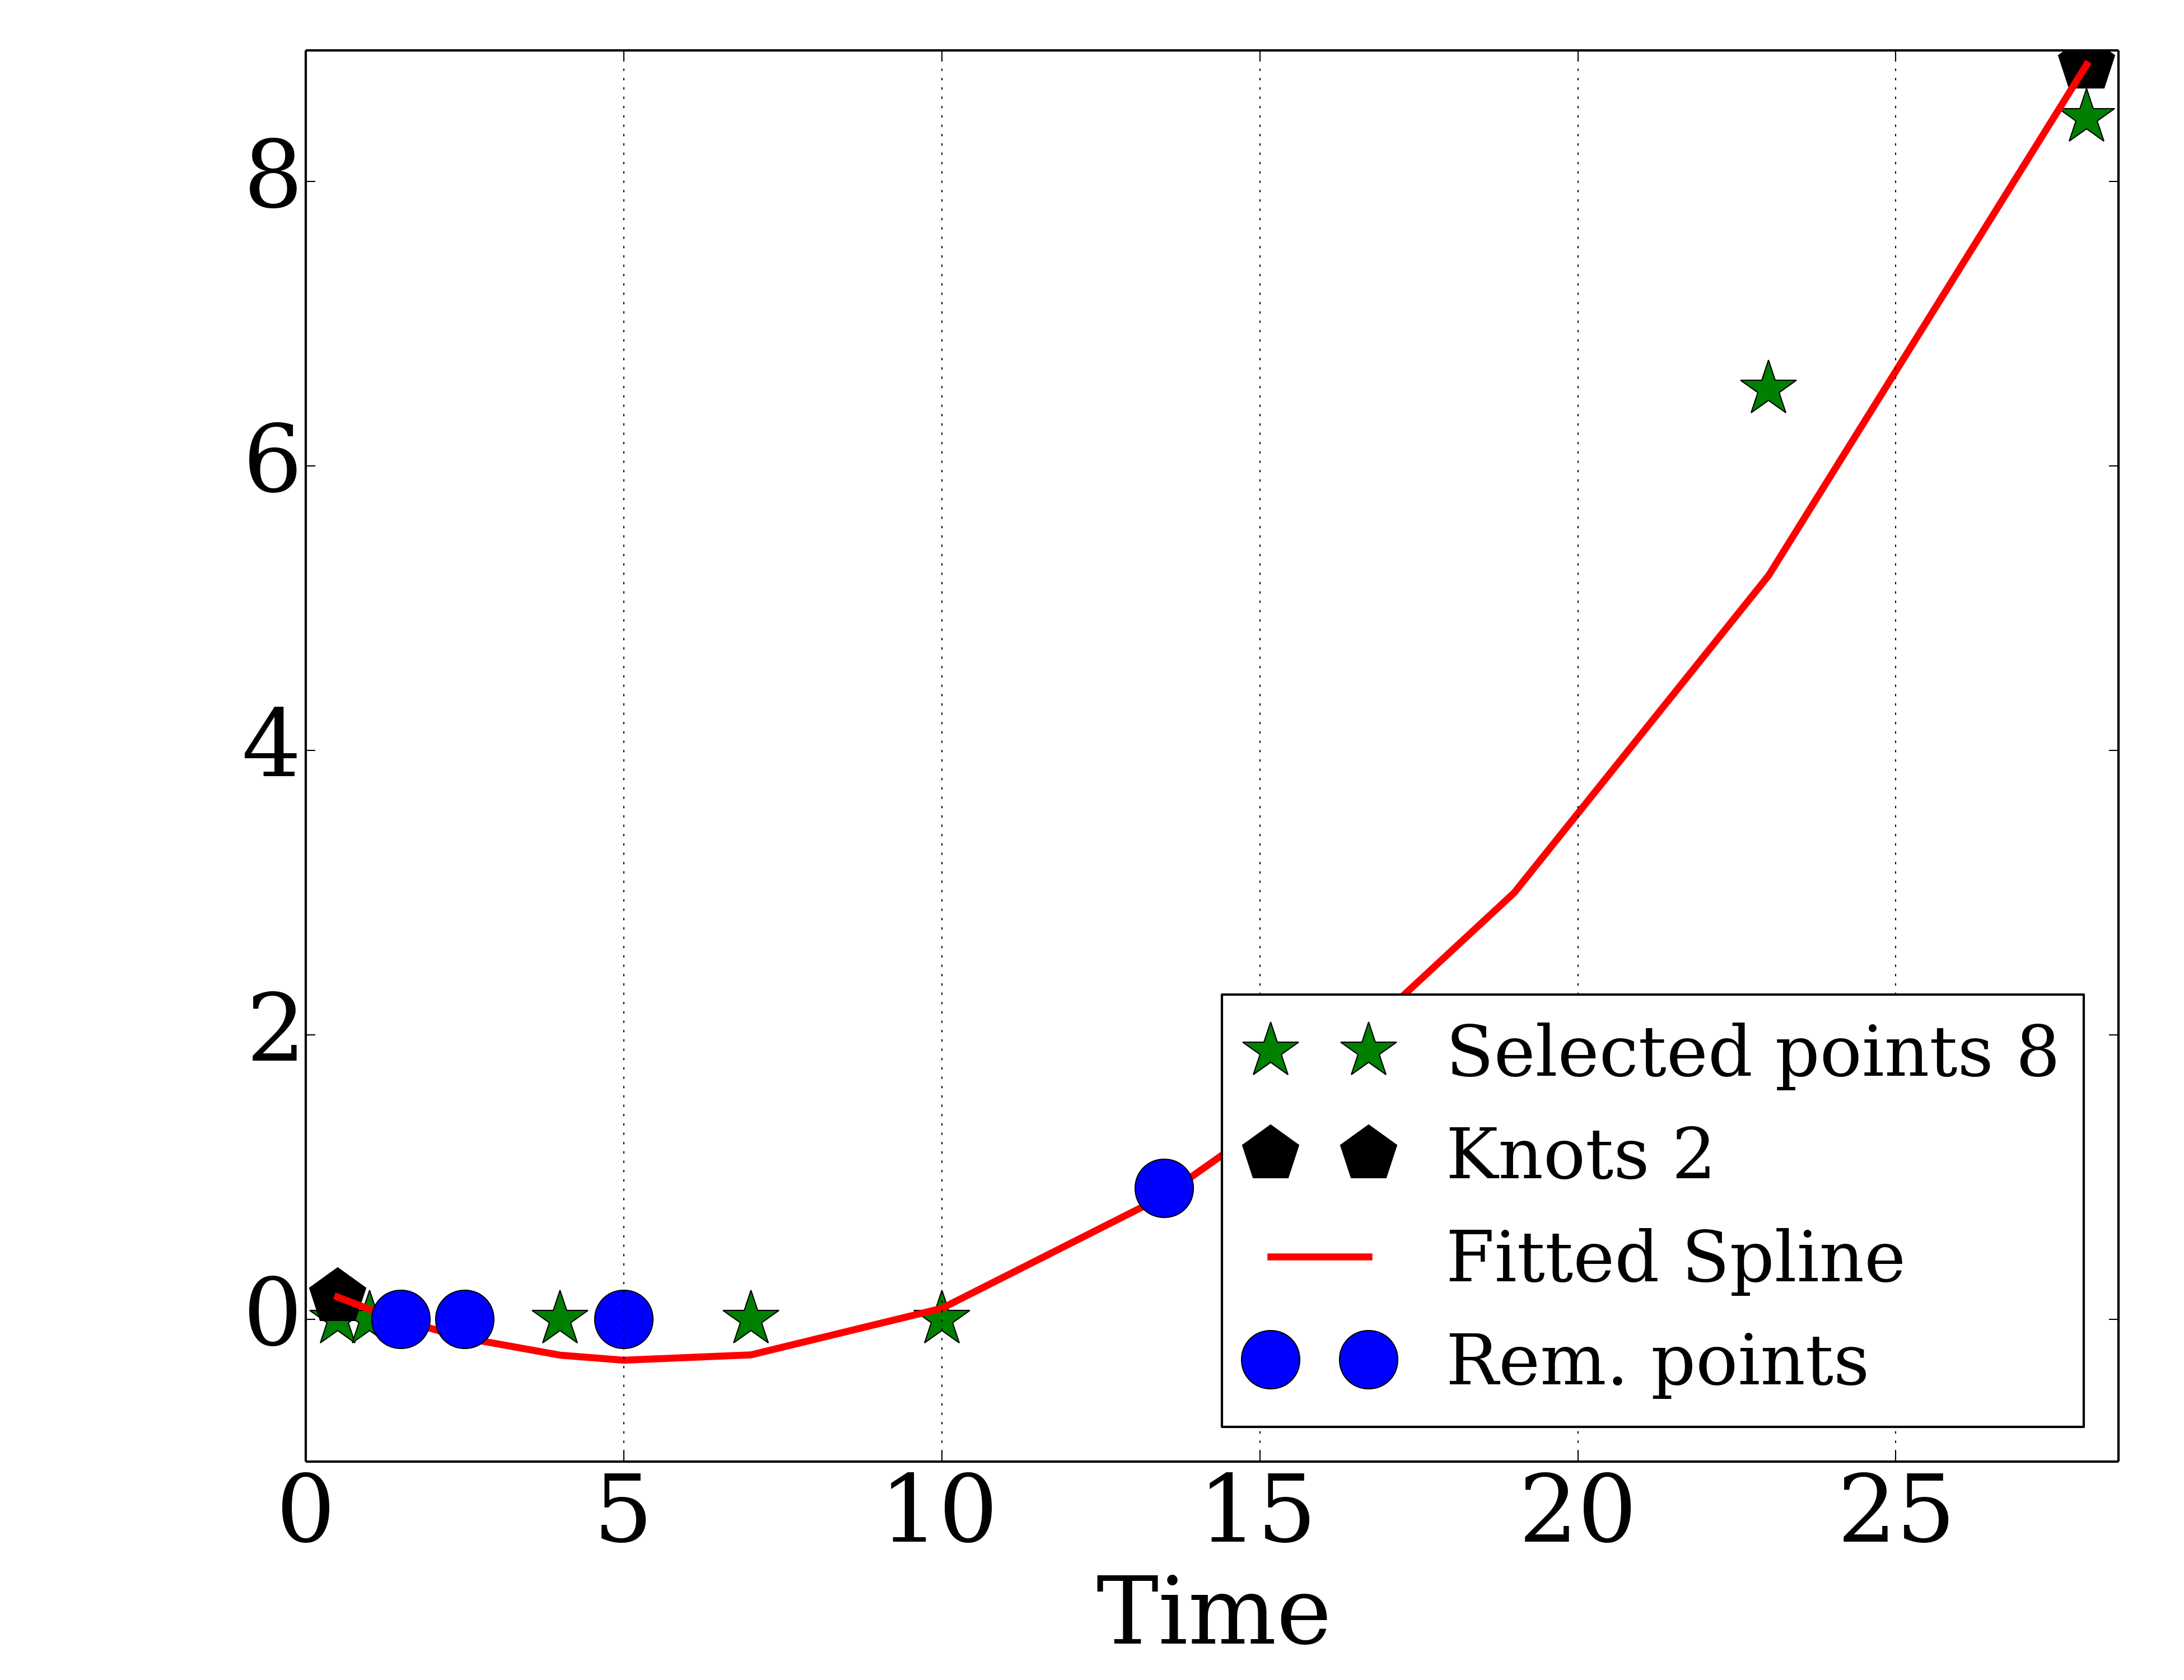 8
6
4
2
0
Selected points 8
Knots 2
Fitted Spline
Rem. points
0 5 10 15 20 25
Time